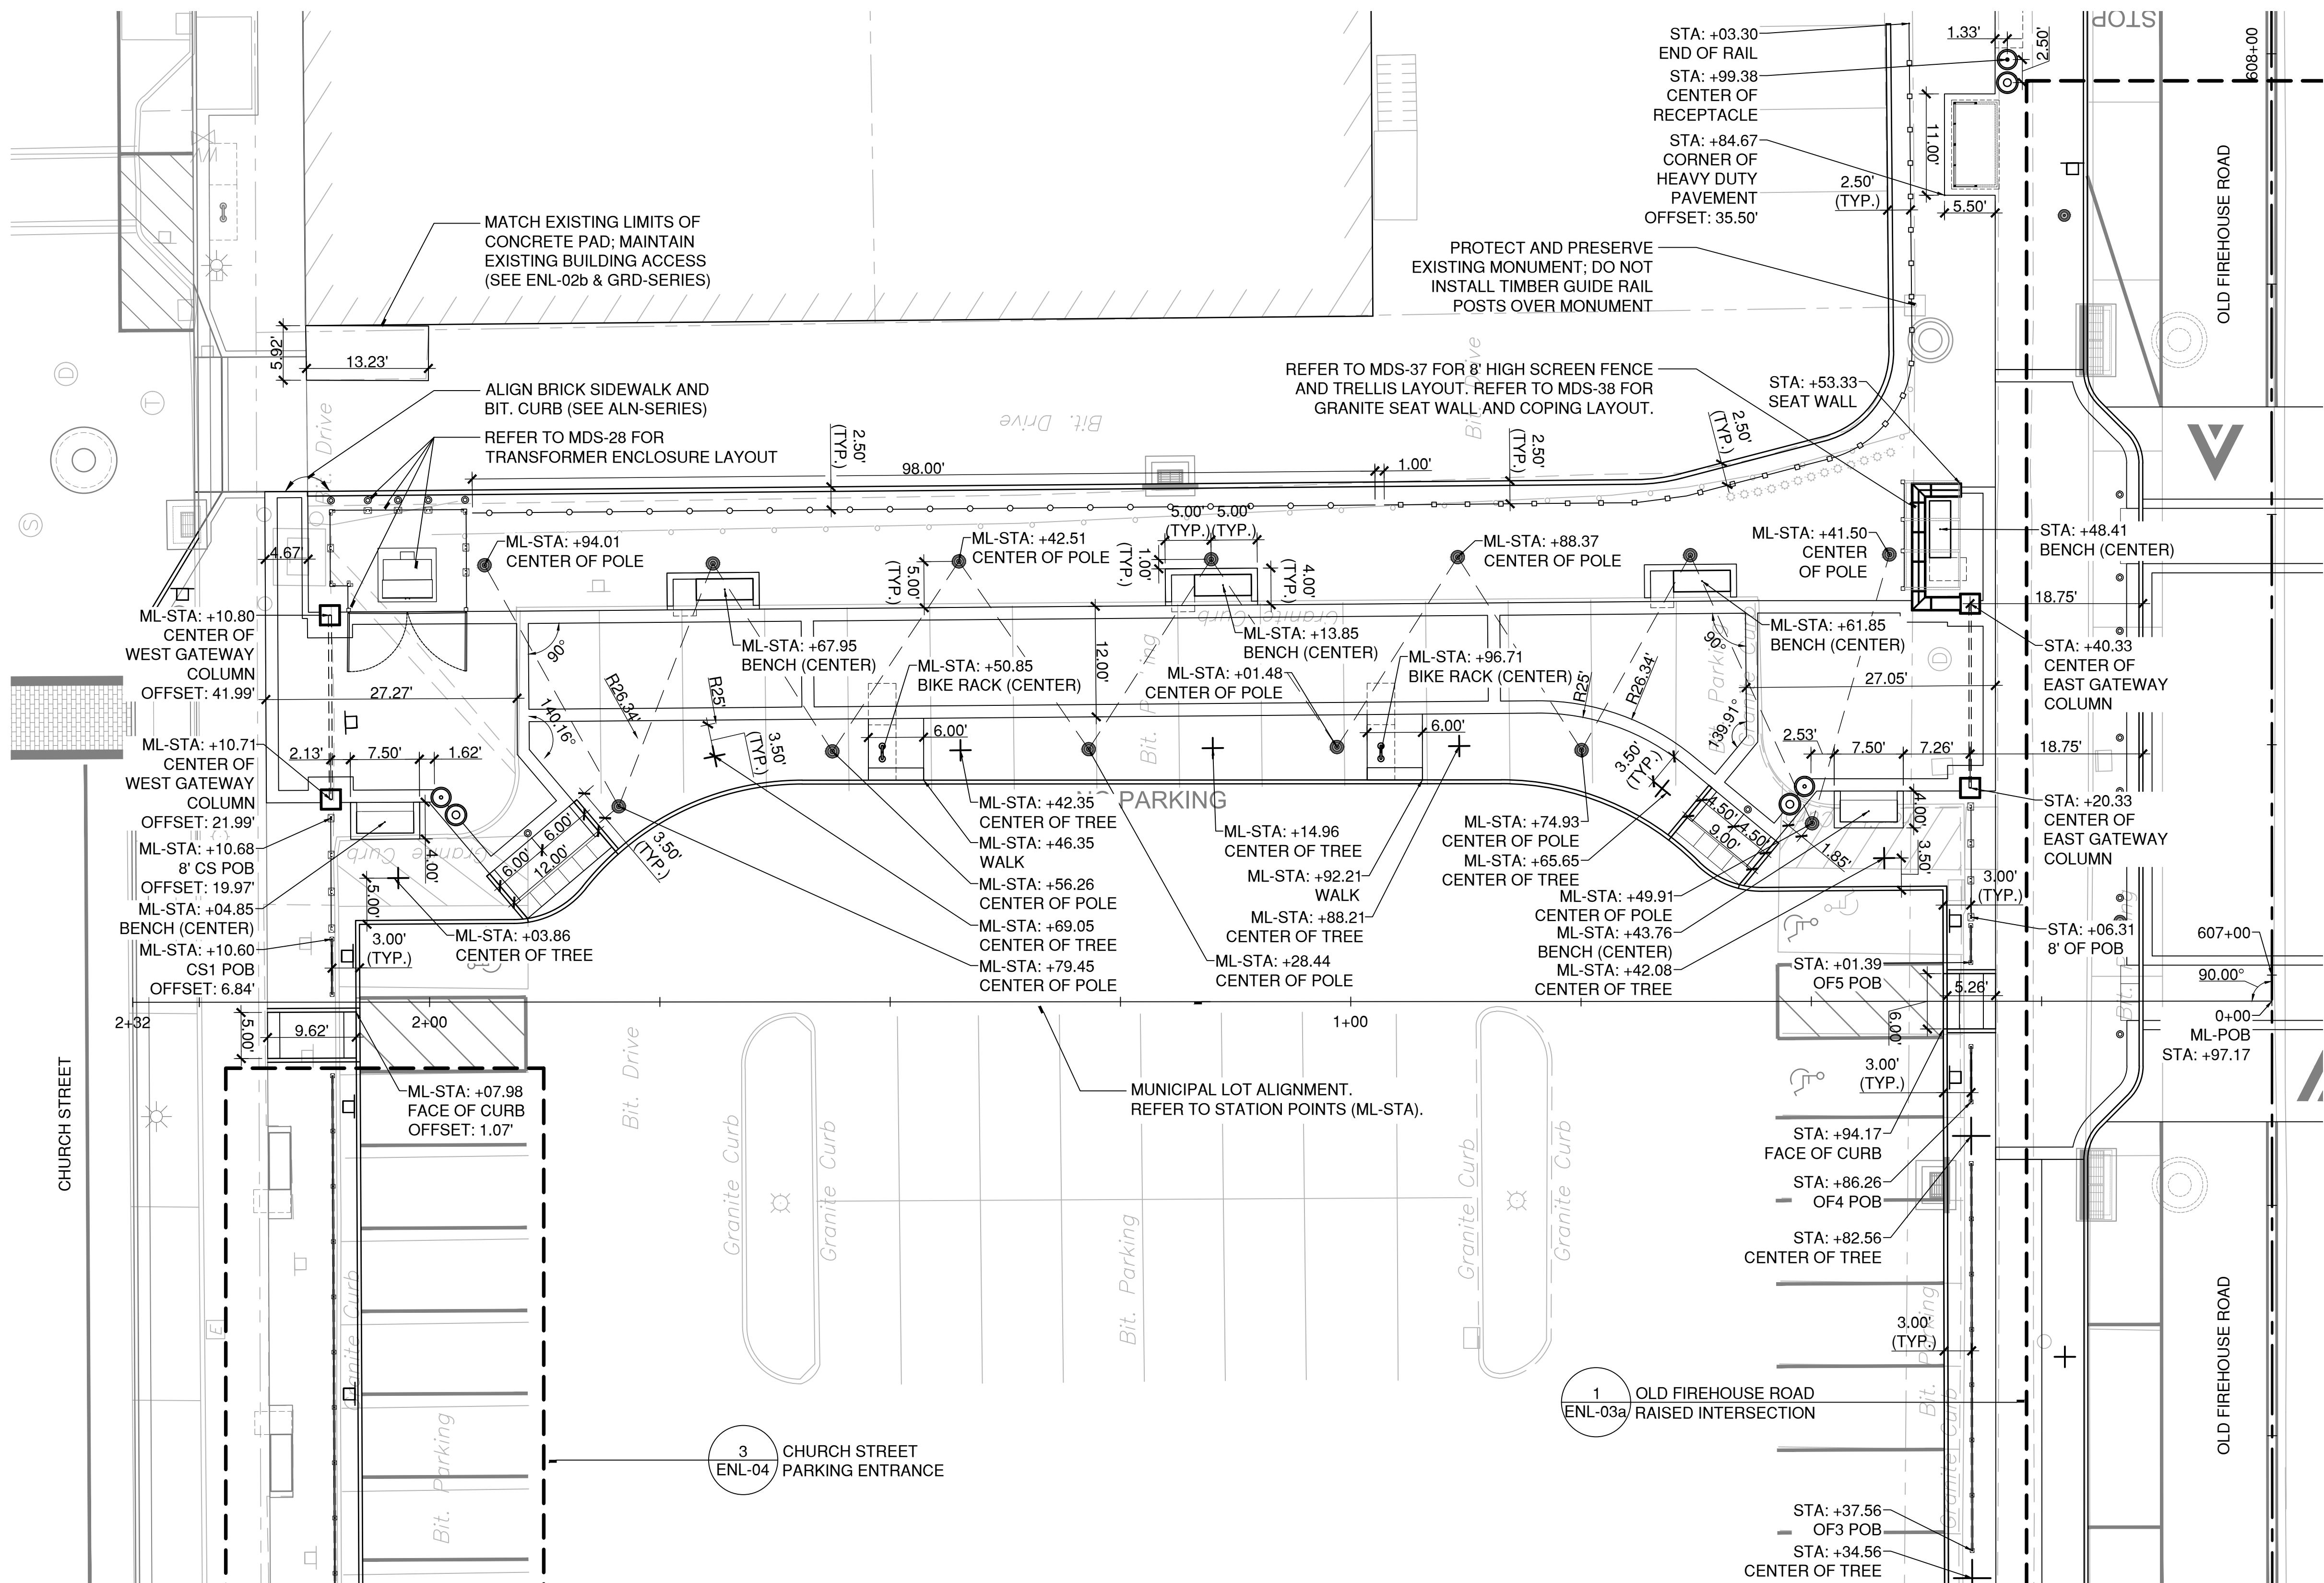 STA: +03.30
END OF RAIL
STA: +99.38
CENTER OF
RECEPTACLE
STA: +84.67
CORNER OF
HEAVY DUTY
PAVEMENT
OFFSET: 35.50'
1.33'
2.50'
11.00'
5.50'
2.50'
(TYP.)
STOP
608+00
OLD FIREHOUSE ROAD
MATCH EXISTING LIMITS OF
CONCRETE PAD; MAINTAIN
EXISTING BUILDING ACCESS
(SEE ENL-02b & GRD-SERIES)
PROTECT AND PRESERVE
EXISTING MONUMENT; DO NOT
INSTALL TIMBER GUIDE RAIL
POSTS OVER MONUMENT
5.92'
13.23'
ALIGN BRICK SIDEWALK AND
BIT. CURB (SEE ALN-SERIES)
REFER TO MDS-28 FOR
TRANSFORMER ENCLOSURE LAYOUT
REFER TO MDS-37 FOR 8' HIGH SCREEN FENCE
AND TRELLIS LAYOUT. REFER TO MDS-38 FOR
GRANITE SEAT WALL AND COPING LAYOUT.
STA: +53.33
SEAT WALL
Bit. Drive
Bit. Drive
Bit. Drive
D
T
S
98.00'
2.50'
(TYP.)
1.00'
2.50'
(TYP.)
2.50'
(TYP.)
4.67'
ML-STA: +94.01
CENTER OF POLE
ML-STA: +42.51
CENTER OF POLE
5.00'
(TYP.)
5.00'
(TYP.)
1.00'
(TYP.)
5.00'
(TYP.)
4.00'
(TYP.)
ML-STA: +88.37
CENTER OF POLE
ML-STA: +41.50
CENTER
OF POLE
STA: +48.41
BENCH (CENTER)
18.75'
ML-STA: +10.80
CENTER OF
WEST GATEWAY
COLUMN
OFFSET: 41.99'
27.27'
90°
140.16°
R26.34'
R25'
ML-STA: +67.95
BENCH (CENTER)
ML-STA: +50.85
BIKE RACK (CENTER)
12.00'
Granite Curb
ML-STA: +13.85
BENCH (CENTER)
ML-STA: +01.48
CENTER OF POLE
ML-STA: +96.71
BIKE RACK (CENTER)
R25'
R26.34'
90°
139.91°
ML-STA: +61.85
BENCH (CENTER)
27.05'
D
STA: +40.33
CENTER OF
EAST GATEWAY
COLUMN
18.75'
ML-STA: +10.71
CENTER OF
WEST GATEWAY
COLUMN
OFFSET: 21.99'
2.13'
7.50'
1.62'
3.50'
(TYP.)
6.00'
6.00'
3.50'
(TYP.)
2.53'
7.50'
7.26'
STA: +20.33
CENTER OF
EAST GATEWAY
COLUMN
ML-STA: +10.68
8' CS POB
OFFSET: 19.97'
ML-STA: +04.85
BENCH (CENTER)
ML-STA: +10.60
CS1 POB
OFFSET: 6.84'
Granite Curb
4.00'
5.00'
6.00'
6.00'
12.00'
3.50'
(TYP.)
3.00'
(TYP.)
ML-STA: +03.86
CENTER OF TREE
PARKING
ML-STA: +42.35
CENTER OF TREE
ML-STA: +46.35
WALK
ML-STA: +56.26
CENTER OF POLE
ML-STA: +69.05
CENTER OF TREE
ML-STA: +79.45
CENTER OF POLE
ML-STA: +14.96
CENTER OF TREE
ML-STA: +92.21
WALK
ML-STA: +88.21
CENTER OF TREE
ML-STA: +28.44
CENTER OF POLE
ML-STA: +74.93
CENTER OF POLE
ML-STA: +65.65
CENTER OF TREE
ML-STA: +49.91
CENTER OF POLE
ML-STA: +43.76
BENCH (CENTER)
ML-STA: +42.08
CENTER OF TREE
4.50'
4.50'
9.00'
1.85'
4.00'
3.50'
3.00'
(TYP.)
STA: +06.31
8' OF POB
STA: +01.39
OF5 POB
5.26'
6.00'
607+00
90.00°
0+00
ML-POB
STA: +97.17
2+32
2+00
1+00
5.00'
9.62'
ML-STA: +07.98
FACE OF CURB
OFFSET: 1.07'
Bit. Drive
MUNICIPAL LOT ALIGNMENT.
REFER TO STATION POINTS (ML-STA).
3.00'
(TYP.)
CHURCH STREET
Granite Curb
Granite Curb
Granite Curb
Granite Curb
Bit. Parking
STA: +94.17
FACE OF CURB
STA: +86.26
OF4 POB
STA: +82.56
CENTER OF TREE
3.00'
(TYP.)
E
Granite Curb
Bit. Parking
Bit. Parking
Granite Curb
OLD FIREHOUSE ROAD
1
ENL-03a
OLD FIREHOUSE ROAD
RAISED INTERSECTION
3
ENL-04
CHURCH STREET
PARKING ENTRANCE
STA: +37.56
OF3 POB
STA: +34.56
CENTER OF TREE